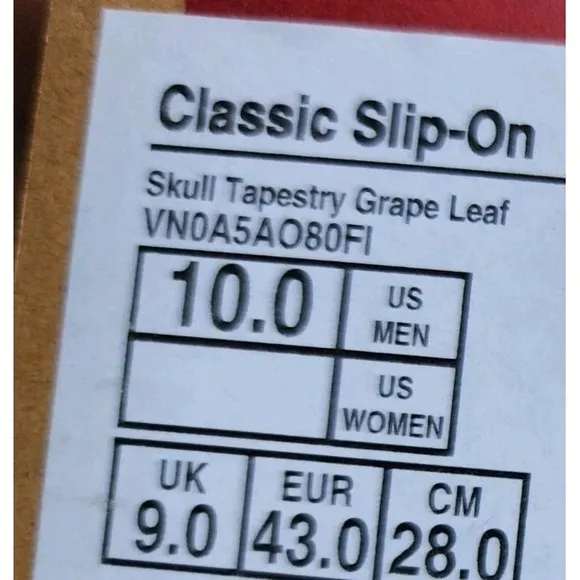 Classic Slip-On
Skull Tapestry Grape Leaf
VN0A5AO80FI
10.0 US MEN
US WOMEN
UK EUR CM
9.0 43.0 28.0